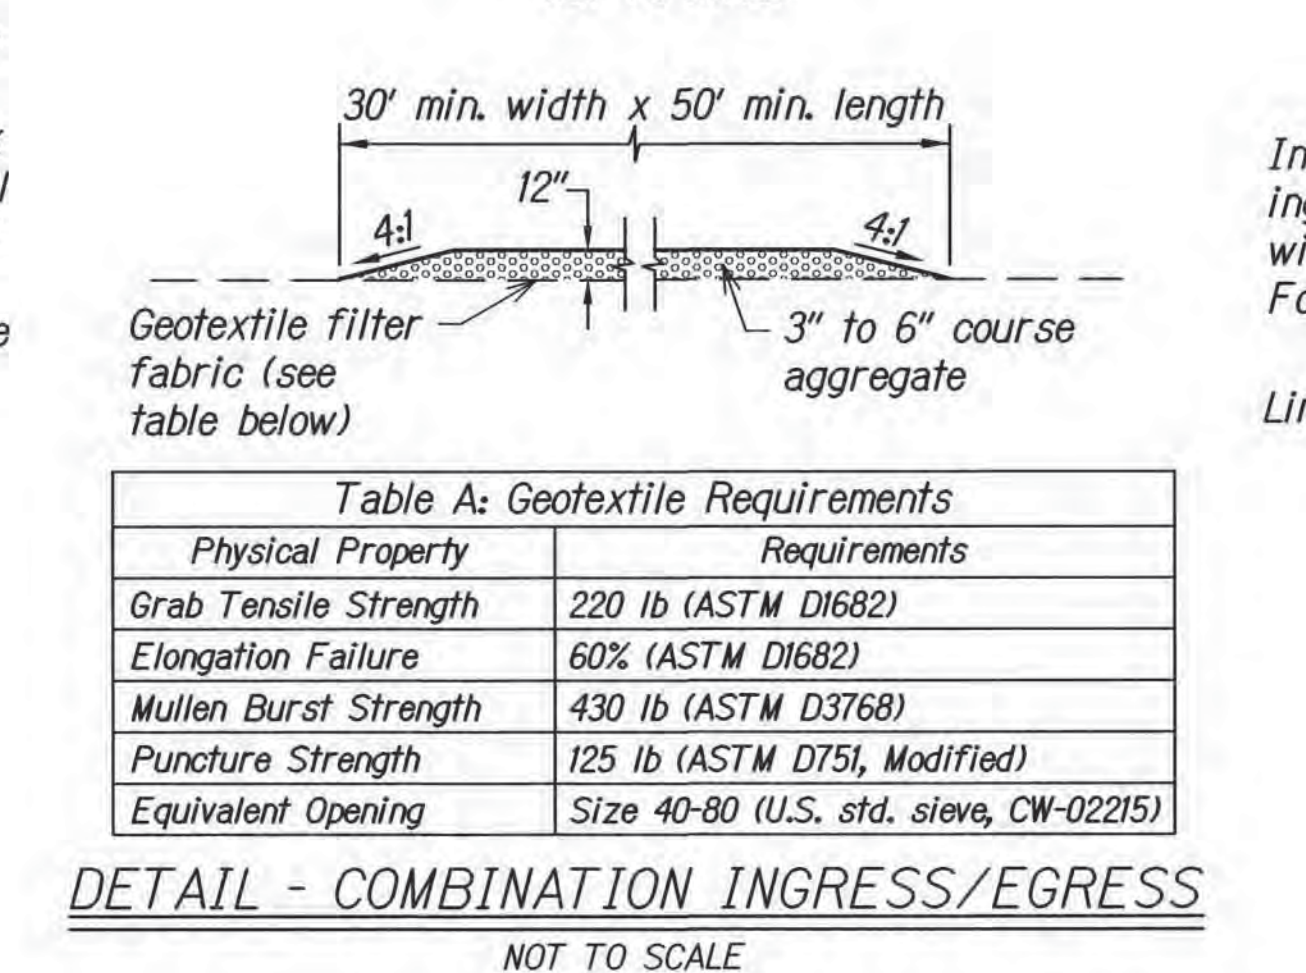 30' min. width x 50' min. length
12"
4:1
4:1
Geotextile filter
fabric (see
table below)
3" to 6" course
aggregate
Table A: Geotextile Requirements
Physical Property Requirements
Grab Tensile Strength 220 lb (ASTM D1682)
Elongation Failure 60% (ASTM D1682)
Mullen Burst Strength 430 lb (ASTM D3768)
Puncture Strength 125 lb (ASTM D751, Modified)
Equivalent Opening Size 40-80 (U.S. std. sieve, CW-02215)
DETAIL - COMBINATION INGRESS/EGRESS
NOT TO SCALE